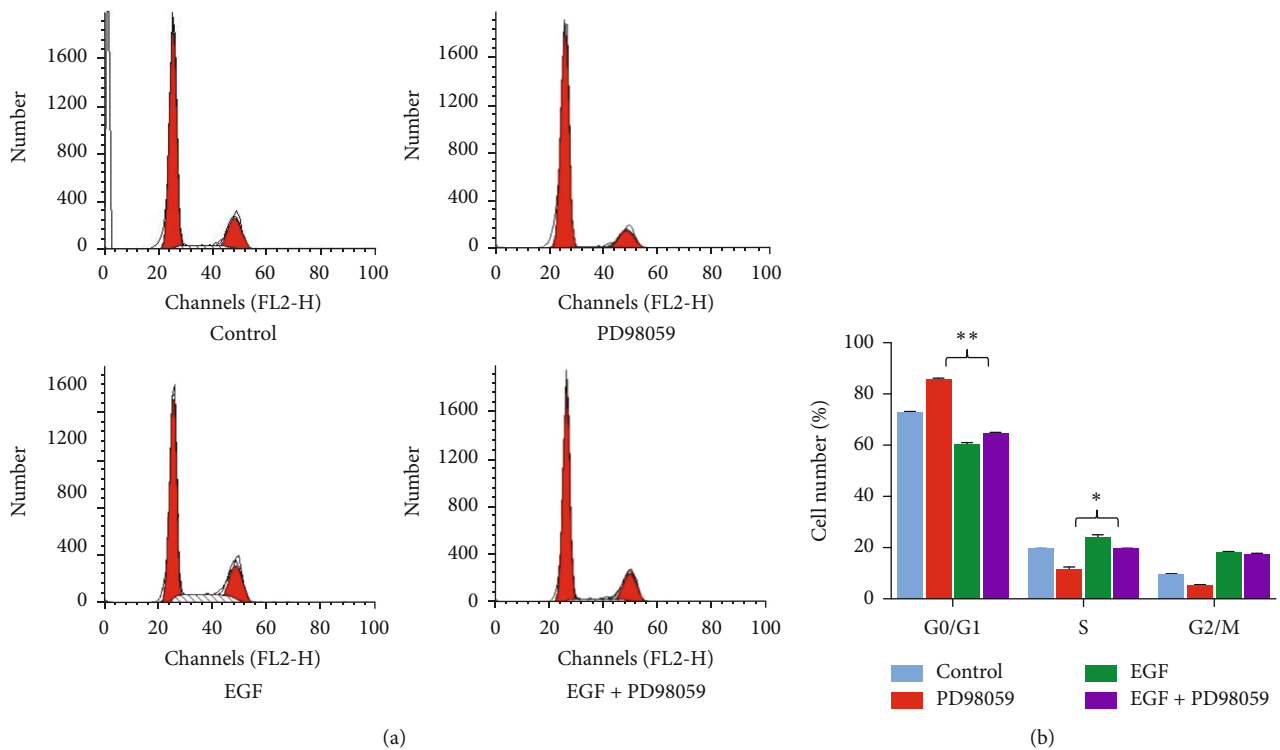 Number
1600
1200
800
400
0
0 20 40 60 80 100
Channels (FL2-H)
Control
Number
1600
1200
800
400
0
0 20 40 60 80 100
Channels (FL2-H)
PD98059
Number
1600
1200
800
400
0
0 20 40 60 80 100
Channels (FL2-H)
EGF
Number
1600
1200
800
400
0
0 20 40 60 80 100
Channels (FL2-H)
EGF + PD98059
(a)
Cell number (%)
100
80
60
40
20
0
**
*
G0/G1 S G2/M
Control EGF
PD98059 EGF + PD98059
(b)